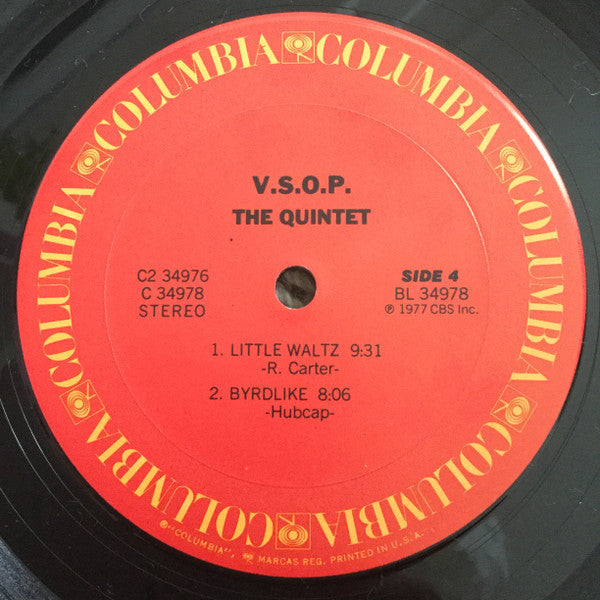 COLUMBIA COLUMBIA COLUMBIA COLUMBIA COLUMBIA COLUMBIA
V.S.O.P.
THE QUINTET
C2 34976
C 34978
STEREO
SIDE 4
BL 34978
℗ 1977 CBS Inc.
1. LITTLE WALTZ 9:31
-R. Carter-
2. BYRDLIKE 8:06
-Hubcap-
®"COLUMBIA", MARCAS REG. PRINTED IN U.S.A.